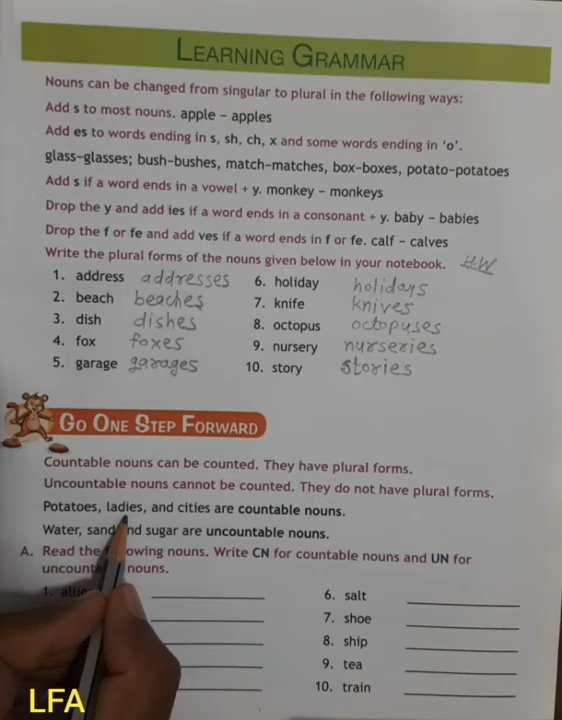 LEARNING GRAMMAR
Nouns can be changed from singular to plural in the following ways:
Add s to most nouns. apple – apples
Add es to words ending in s, sh, ch, x and some words ending in ‘o’.
glass-glasses; bush-bushes, match-matches, box-boxes, potato-potatoes
Add s if a word ends in a vowel + y. monkey – monkeys
Drop the y and add ies if a word ends in a consonant + y. baby – babies
Drop the f or fe and add ves if a word ends in f or fe. calf – calves
Write the plural forms of the nouns given below in your notebook. HW
1. address addresses 6. holiday holidays
2. beach beaches 7. knife knives
3. dish dishes 8. octopus octopuses
4. fox foxes 9. nursery nurseries
5. garage garages 10. story stories
GO ONE STEP FORWARD
Countable nouns can be counted. They have plural forms.
Uncountable nouns cannot be counted. They do not have plural forms.
Potatoes, ladies, and cities are countable nouns.
Water, sand and sugar are uncountable nouns.
A. Read the following nouns. Write CN for countable nouns and UN for
uncountable nouns.
1. 6. salt
7. shoe
8. ship
9. tea
10. train
LFA